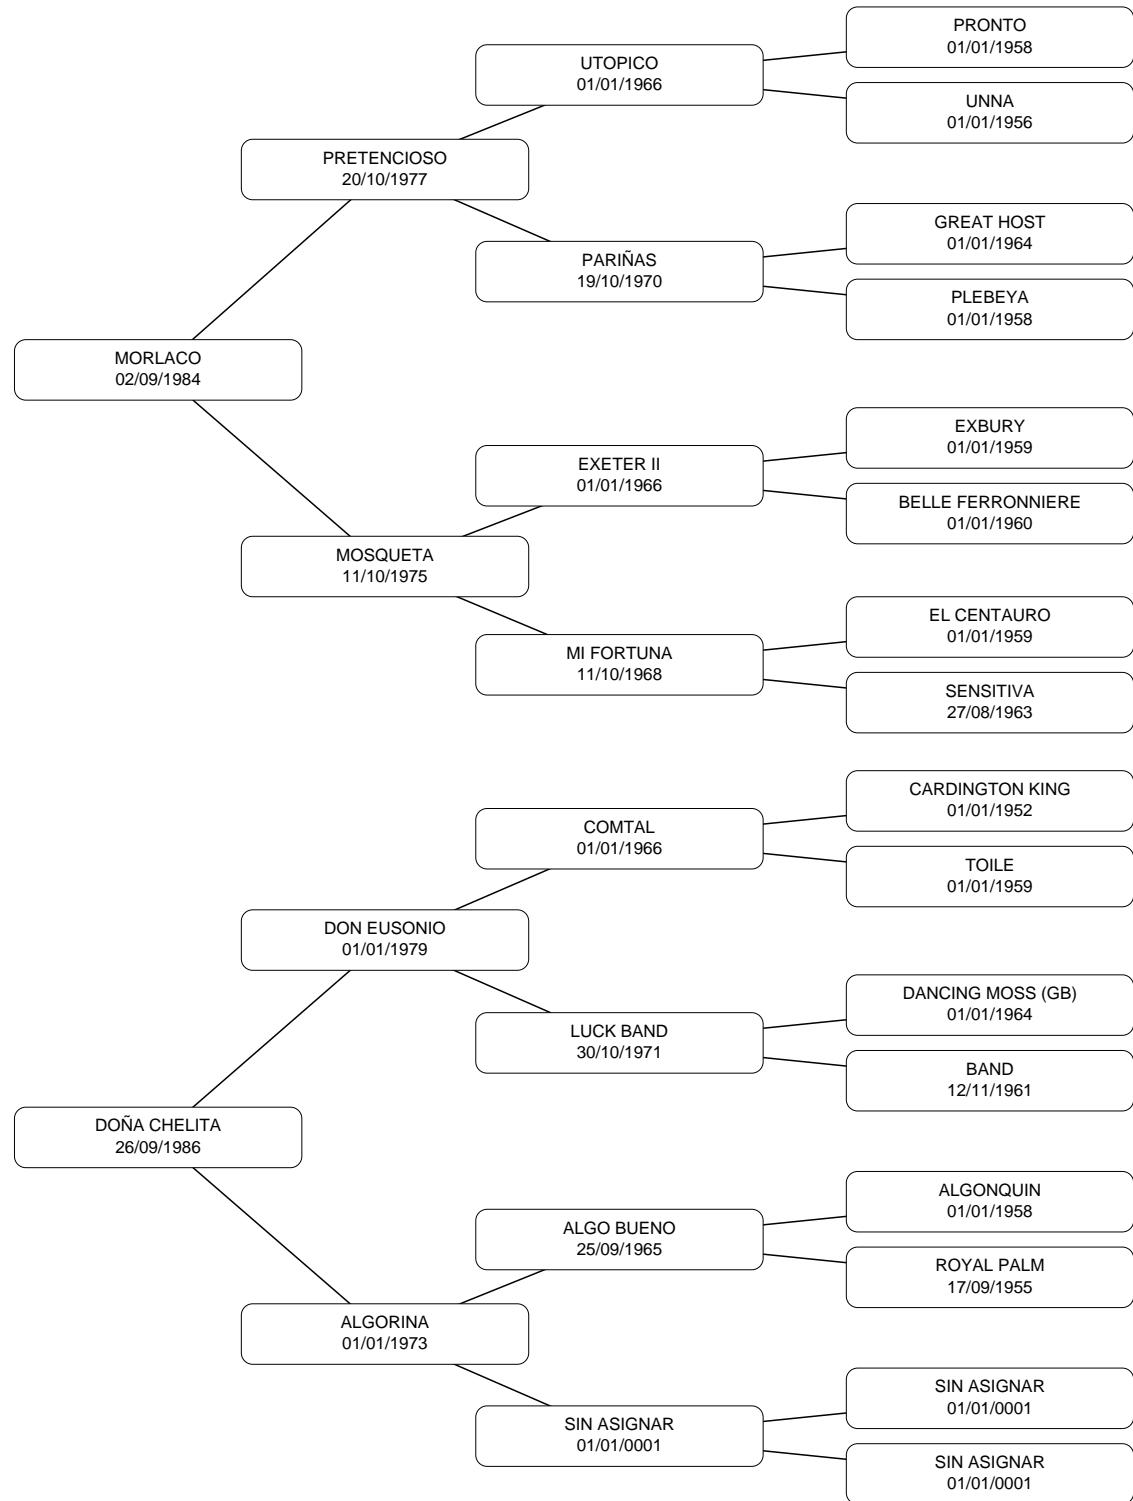 PRONTO
01/01/1958
UTOPICO
01/01/1966
UNNA
01/01/1956
PRETENCIOSO
20/10/1977
GREAT HOST
01/01/1964
PARIÑAS
19/10/1970
PLEBEYA
01/01/1958
MORLACO
02/09/1984
EXBURY
01/01/1959
EXETER II
01/01/1966
BELLE FERRONNIERE
01/01/1960
MOSQUETA
11/10/1975
EL CENTAURO
01/01/1959
MI FORTUNA
11/10/1968
SENSITIVA
27/08/1963
CARDINGTON KING
01/01/1952
COMTAL
01/01/1966
TOILE
01/01/1959
DON EUSONIO
01/01/1979
DANCING MOSS (GB)
01/01/1964
LUCK BAND
30/10/1971
BAND
12/11/1961
DOÑA CHELITA
26/09/1986
ALGONQUIN
01/01/1958
ALGO BUENO
25/09/1965
ROYAL PALM
17/09/1955
ALGORINA
01/01/1973
SIN ASIGNAR
01/01/0001
SIN ASIGNAR
01/01/0001
SIN ASIGNAR
01/01/0001